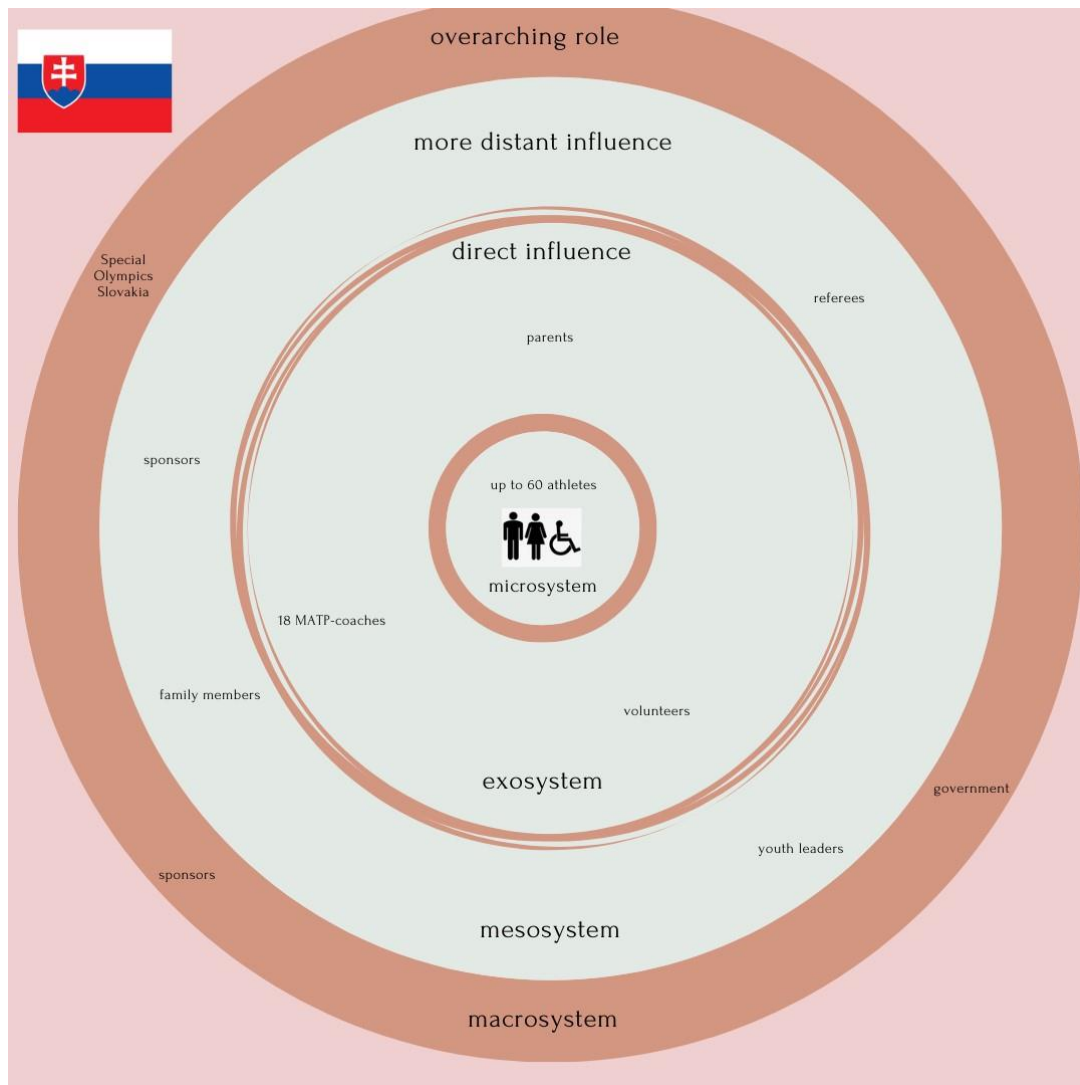 overarching role
more distant influence
direct influence
Special
Olympics
Slovakia
referees
parents
sponsors
up to 60 athletes
microsystem
18 MATP-coaches
family members
volunteers
exosystem
government
youth leaders
sponsors
mesosystem
macrosystem